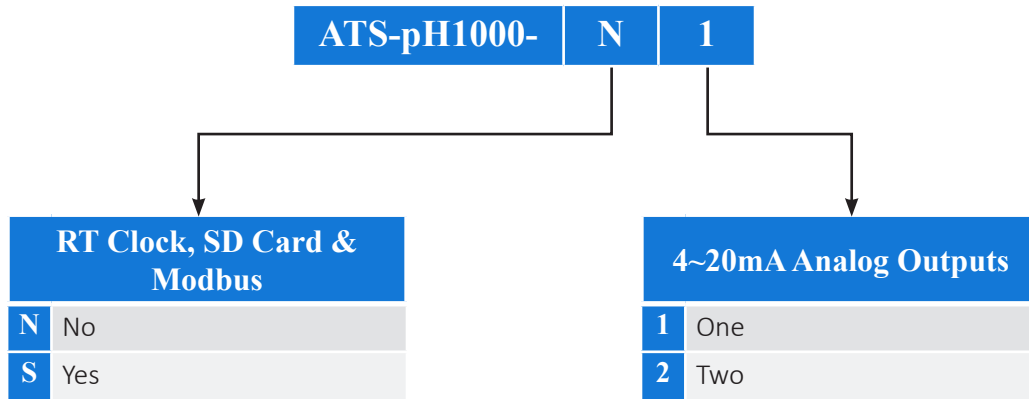 ATS-pH1000- N 1
RT Clock, SD Card &
Modbus
N No
S Yes
4~20mA Analog Outputs
1 One
2 Two